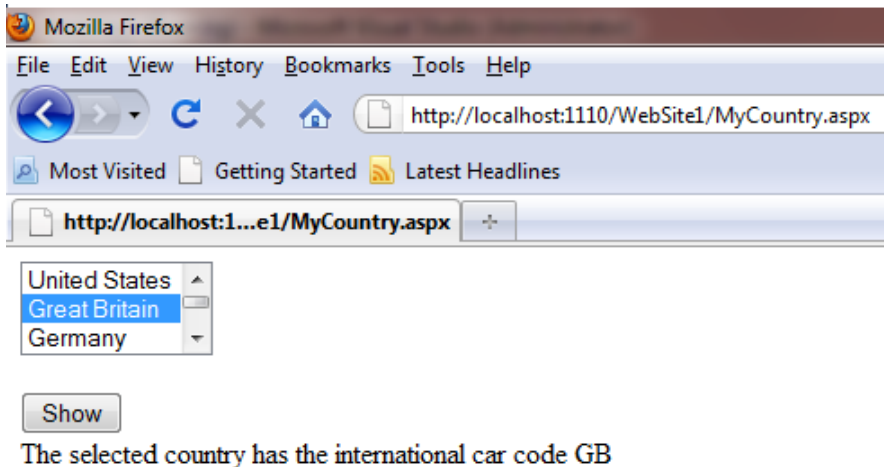 Mozilla Firefox
File Edit View History Bookmarks Tools Help
http://localhost:1110/WebSite1/MyCountry.aspx
Most Visited Getting Started Latest Headlines
http://localhost:1...e1/MyCountry.aspx
United States
Great Britain
Germany
Show
The selected country has the international car code GB